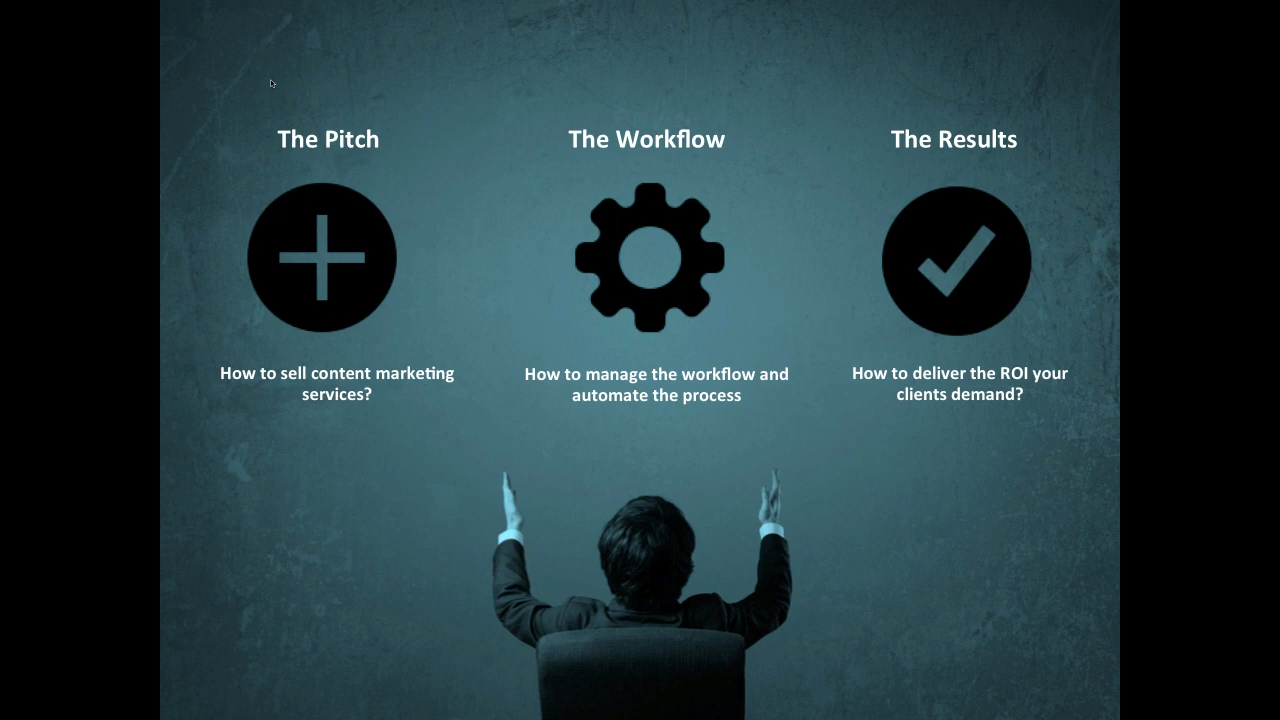 The Pitch
The Workflow
The Results
How to sell content marketing
services?
How to manage the workflow and
automate the process
How to deliver the ROI your
clients demand?